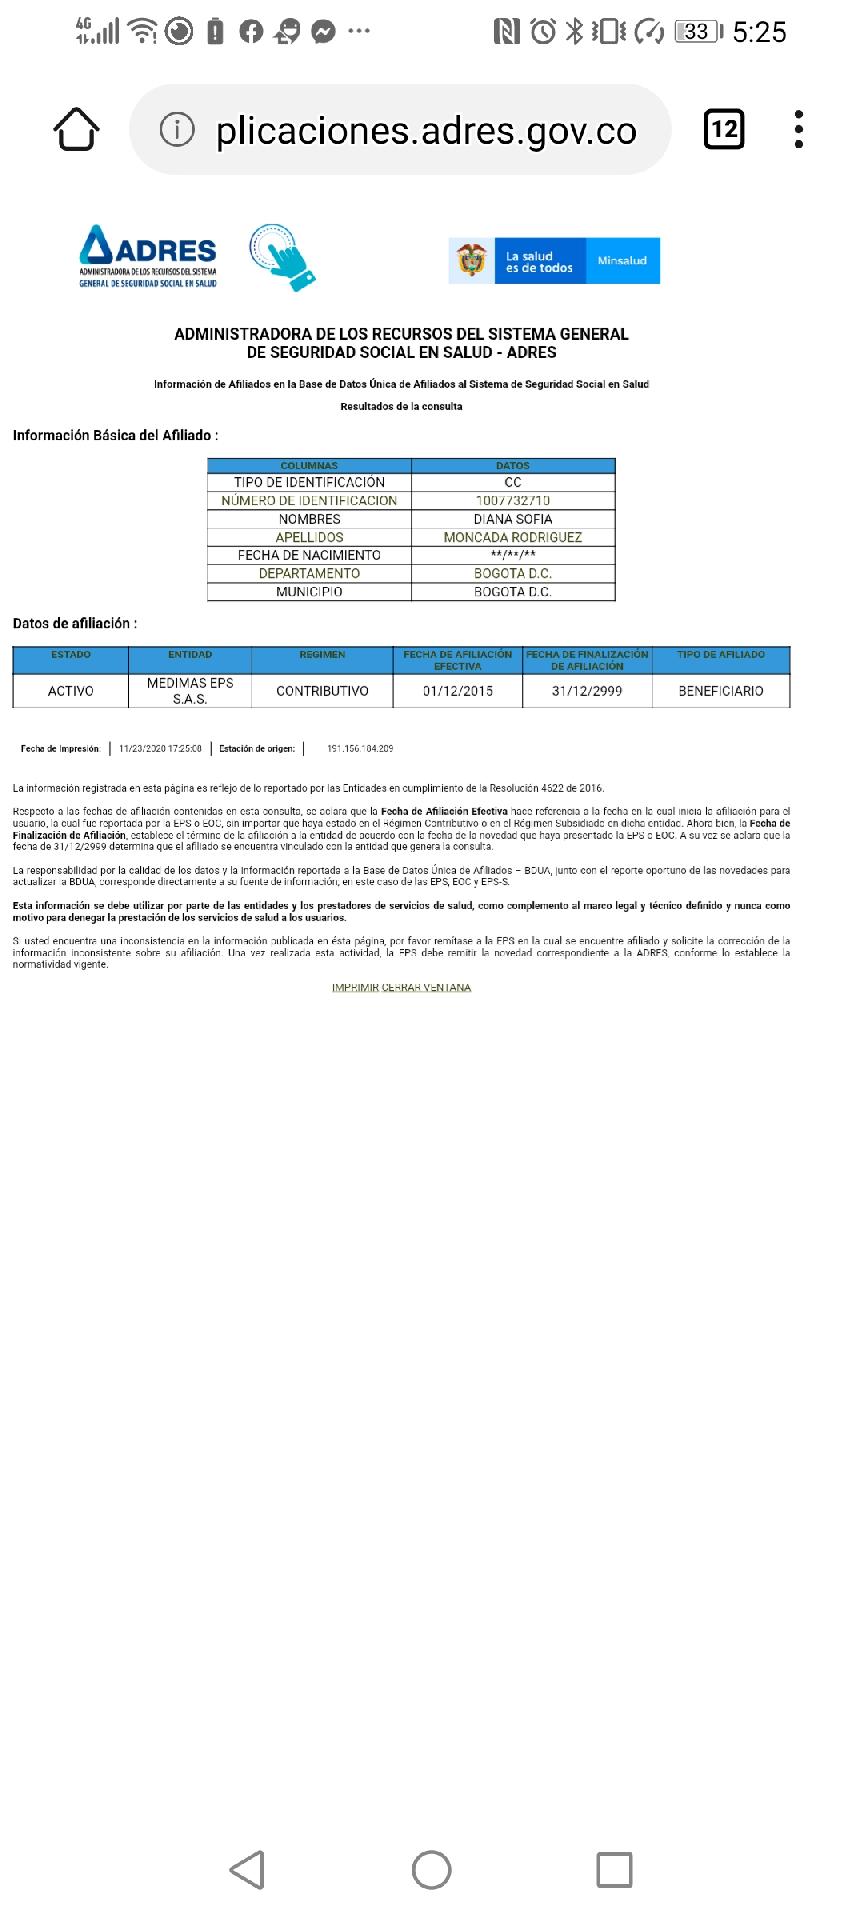 4G
33
5:25
plicaciones.adres.gov.co
12
ADRES
ADMINISTRADORA DE LOS RECURSOS DEL SISTEMA
GENERAL DE SEGURIDAD SOCIAL EN SALUD
La salud
es de todos
Minsalud
ADMINISTRADORA DE LOS RECURSOS DEL SISTEMA GENERAL
DE SEGURIDAD SOCIAL EN SALUD - ADRES
Información de Afiliados en la Base de Datos Única de Afiliados al Sistema de Seguridad Social en Salud
Resultados de la consulta
Información Básica del Afiliado :
COLUMNAS DATOS
TIPO DE IDENTIFICACIÓN CC
NÚMERO DE IDENTIFICACION 1007732710
NOMBRES DIANA SOFIA
APELLIDOS MONCADA RODRIGUEZ
FECHA DE NACIMIENTO **/**/**
DEPARTAMENTO BOGOTA D.C.
MUNICIPIO BOGOTA D.C.
Datos de afiliación :
ESTADO ENTIDAD REGIMEN FECHA DE AFILIACIÓN EFECTIVA FECHA DE FINALIZACIÓN DE AFILIACIÓN TIPO DE AFILIADO
ACTIVO MEDIMAS EPS S.A.S. CONTRIBUTIVO 01/12/2015 31/12/2999 BENEFICIARIO
Fecha de Impresión: 11/23/2020 17:25:08 Estación de origen: 191.156.184.209
La información registrada en esta página es reflejo de lo reportado por las Entidades en cumplimiento de la Resolución 4622 de 2016.
Respecto a las fechas de afiliación contenidas en esta consulta, se aclara que la Fecha de Afiliación Efectiva hace referencia a la fecha en la cual inicia la afiliación para el
usuario, la cual fue reportada por la EPS o EOC, sin importar que haya estado en el Régimen Contributivo o en el Régimen Subsidiado en dicha entidad. Ahora bien, la Fecha de
Finalización de Afiliación, establece el término de la afiliación a la entidad de acuerdo con la fecha de la novedad que haya presentado la EPS o EOC. A su vez se aclara que la
fecha de 31/12/2999 determina que el afiliado se encuentra vinculado con la entidad que genera la consulta.
La responsabilidad por la calidad de los datos y la información reportada a la Base de Datos Única de Afiliados – BDUA, junto con el reporte oportuno de las novedades para
actualizar la BDUA, corresponde directamente a su fuente de información; en este caso de las EPS, EOC y EPS-S.
Esta información se debe utilizar por parte de las entidades y los prestadores de servicios de salud, como complemento al marco legal y técnico definido y nunca como
motivo para denegar la prestación de los servicios de salud a los usuarios.
Si usted encuentra una inconsistencia en la información publicada en ésta página, por favor remítase a la EPS en la cual se encuentre afiliado y solicite la corrección de la
información inconsistente sobre su afiliación. Una vez realizada esta actividad, la EPS debe remitir la novedad correspondiente a la ADRES, conforme lo establece la
normatividad vigente.
IMPRIMIR CERRAR VENTANA